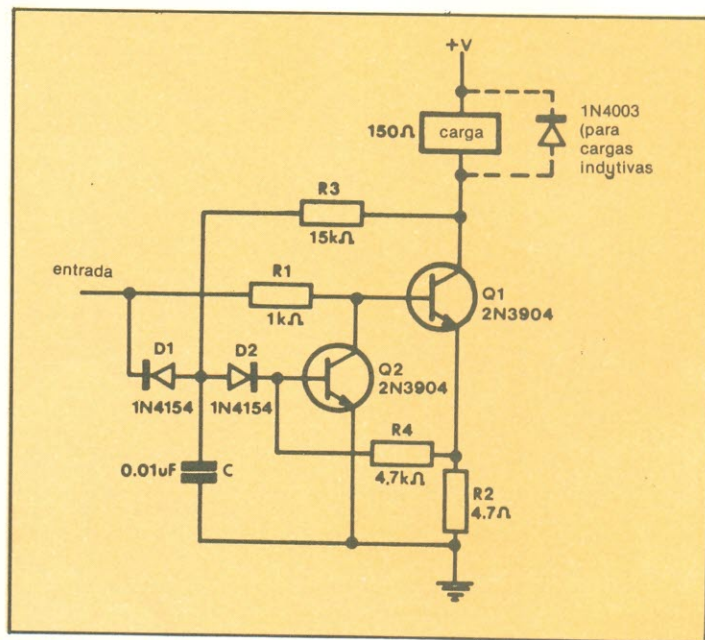 +V
1N4003
(para
cargas
indytivas
150Ω
carga
R3
15kΩ
entrada
R1
1kΩ
Q1
2N3904
D1
D2
Q2
2N3904
1N4154
1N4154
R4
4.7kΩ
0.01uF
C
R2
4.7Ω